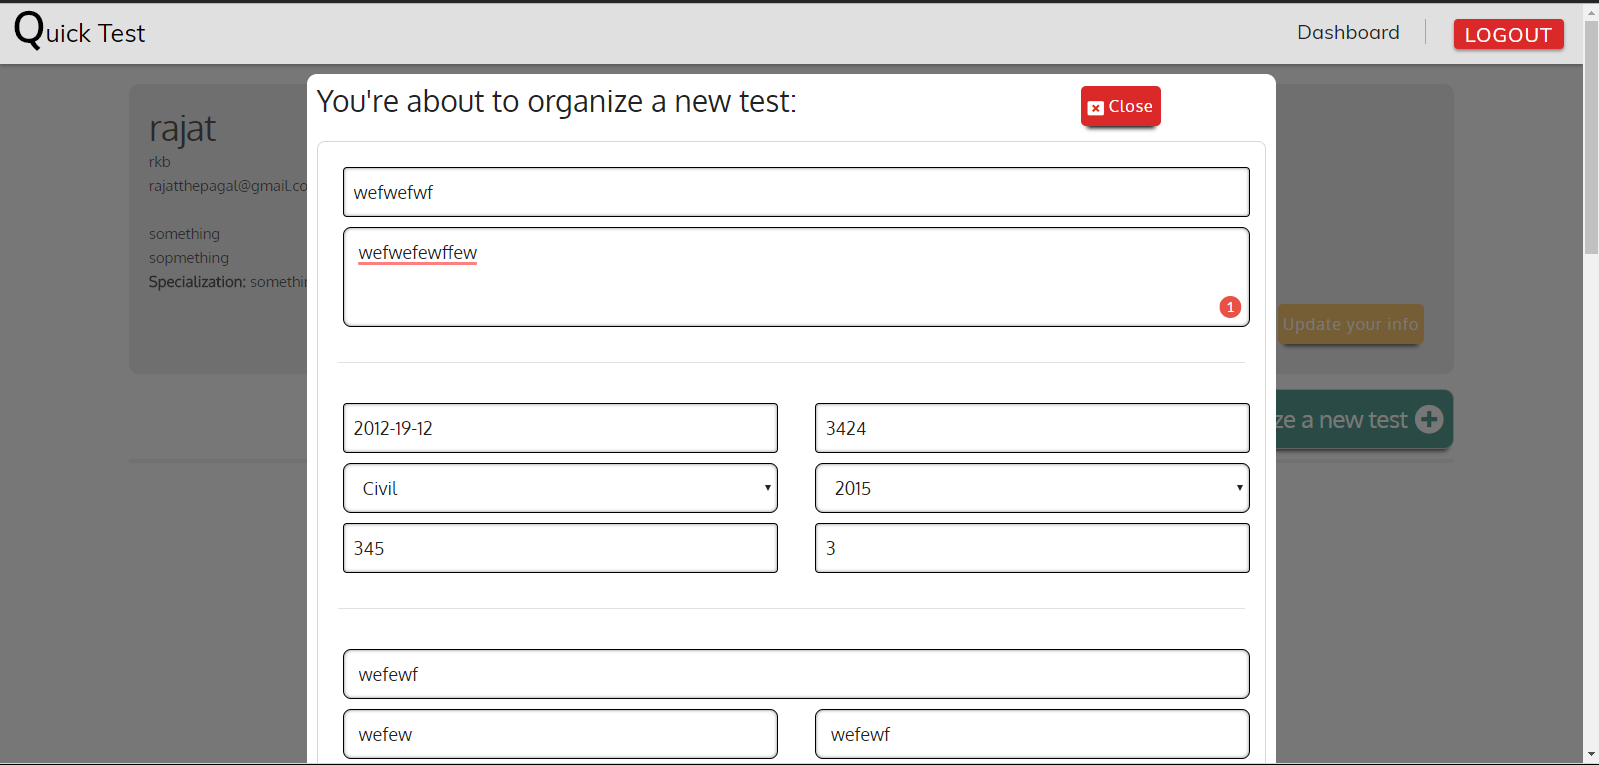 Quick Test
Dashboard
LOGOUT
You're about to organize a new test:
Close
rajat
rkb
rajatthepagal@gmail.co
something
sopmething
Specialization: somethin
wefwefwf
wefwefewffew
1
Update your info
ze a new test
2012-19-12
3424
Civil
2015
345
3
wefewf
wefew
wefewf